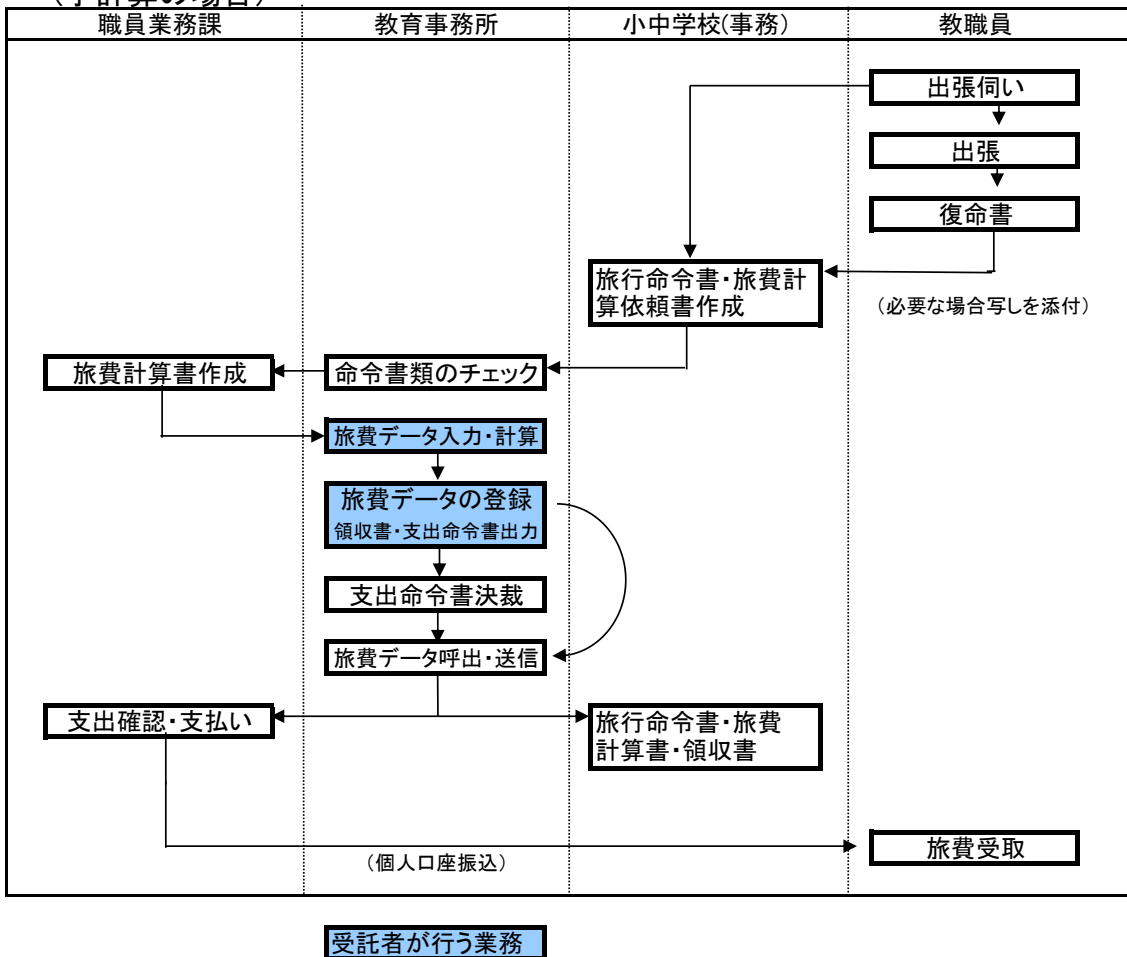 (手計算の場合)
職員業務課
教育事務所
小中学校(事務)
教職員
出張伺い
出張
復命書
旅行命令書・旅費計
算依頼書作成
(必要な場合写しを添付)
旅費計算書作成
命令書類のチェック
旅費データ入力・計算
旅費データの登録
領収書・支出命令書出力
支出命令書決裁
旅費データ呼出・送信
支出確認・支払い
旅行命令書・旅費
計算書・領収書
旅費受取
(個人口座振込)
受託者が行う業務